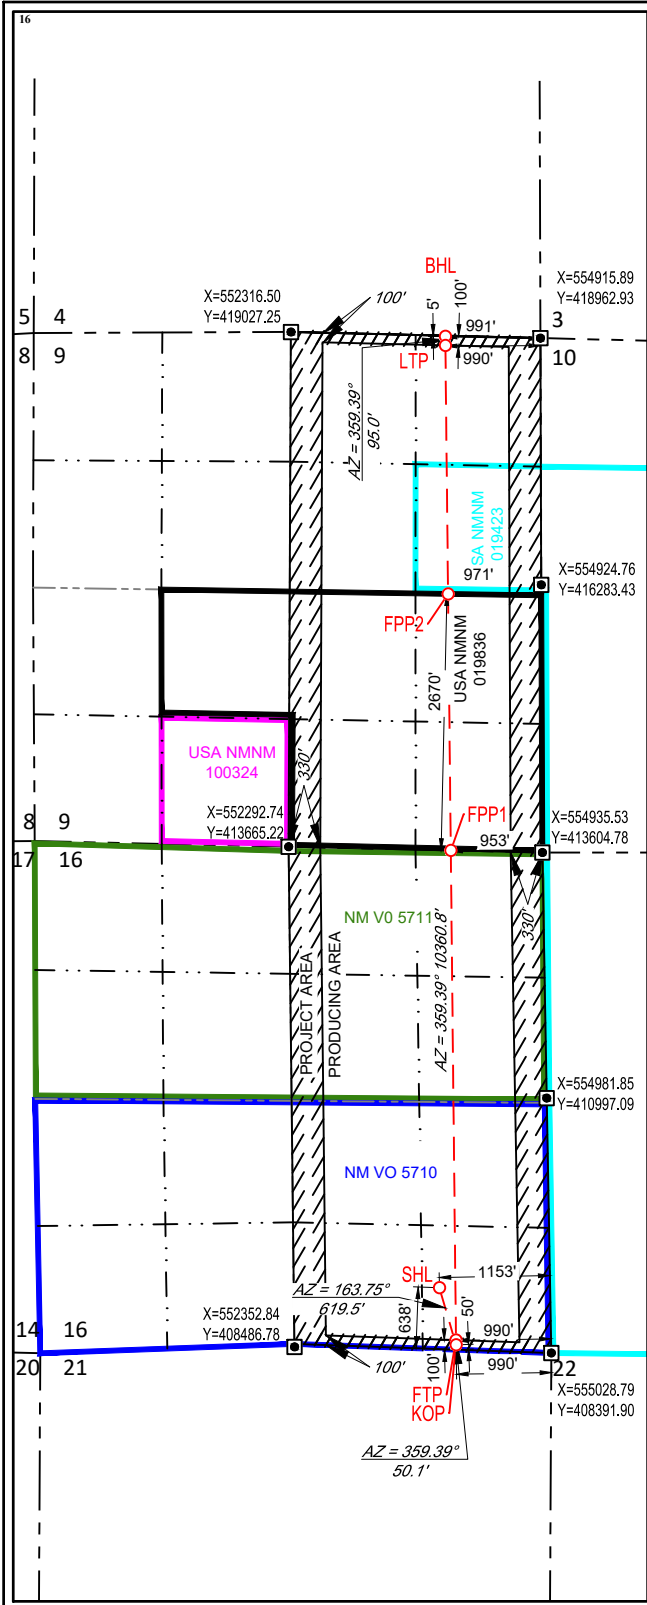 16
BHL
X=552316.50
Y=419027.25
100'
5'
100'
991'
X=554915.89
Y=418962.93
5
4
3
8
9
10
LTP
990'
AZ = 359.39°
95.0'
SA NMNM
019423
971'
X=554924.76
Y=416283.43
FPP2
2670'
USA NMNM
019836
USA NMNM
100324
330'
X=552292.74
Y=413665.22
FPP1
953'
X=554935.53
Y=413604.78
8
9
17
16
NM V0 5711
330'
AZ = 359.39° 10360.8'
PROJECT AREA
PRODUCING AREA
X=554981.85
Y=410997.09
NM VO 5710
SHL
1153'
AZ = 163.75°
619.5'
638'
50'
X=552352.84
Y=408486.78
990'
14
16
20
21
22
100'
100'
990'
FTP
KOP
X=555028.79
Y=408391.90
AZ = 359.39°
50.1'